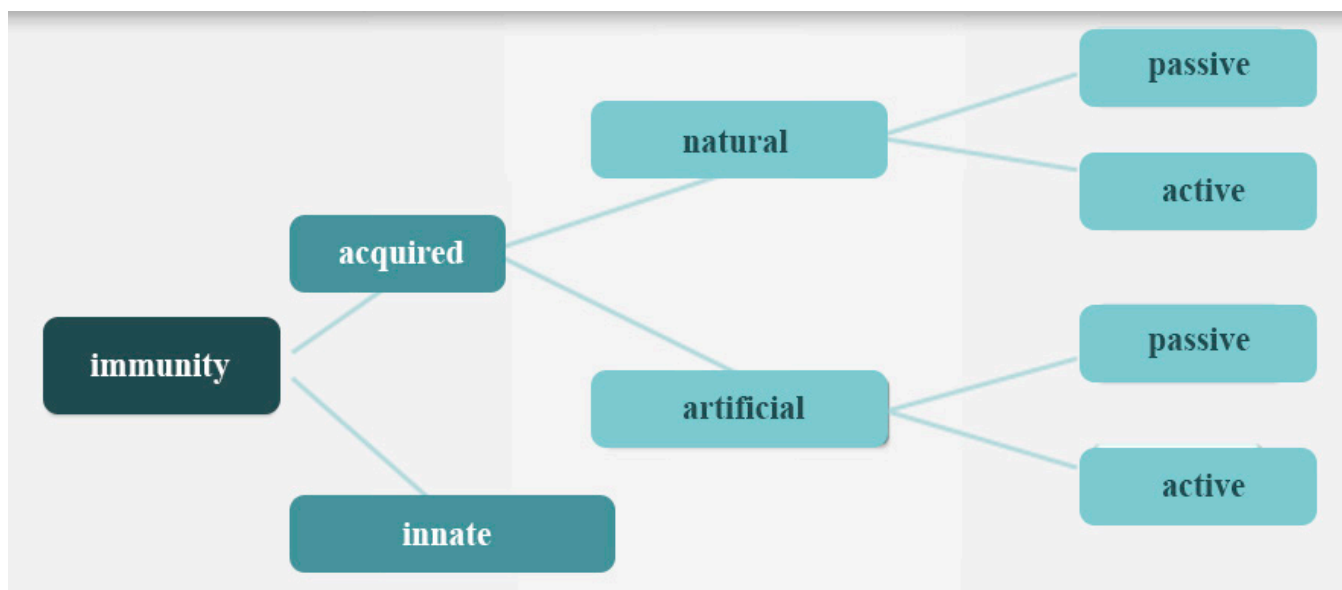 immunity
acquired
innate
natural
artificial
passive
active
passive
active